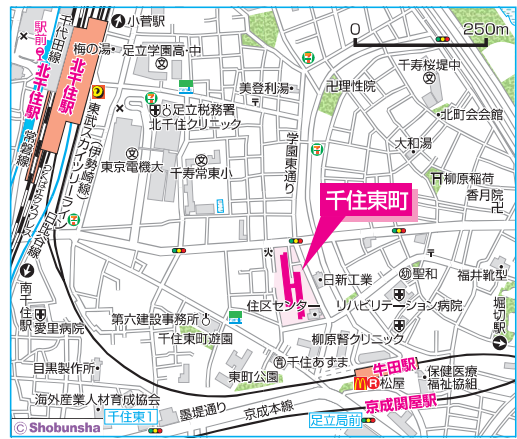 小菅駅
0 250m
千代田線
駅前
北千住駅
北千住駅
梅の湯
足立学園高・中
千寿桜堤中
美登利湯
卍理性院
〒
足立税務署
北千住クリニック
北町会会館
学園東通り
大和湯
東武スカイツリーライン
(伊勢崎線)
常磐線
つくばエクスプレス
日比谷線
東京電機大
千寿常東小
柳原稲荷
香月院
卍
千住東町
〒
南千住駅
日新工業
幼聖和
福井靴型
住区センター
リハビリテーション病院
堀切駅
愛里病院
第六建設事務所
千住東町遊園
柳原腎クリニック
目黒製作所
千住あずま
牛田駅
東町公園
松屋
保健医療
福祉協組
海外産業人材育成協会
京成関屋駅
千住東1
墨堤通り
京成本線
足立局前
© Shobunsha